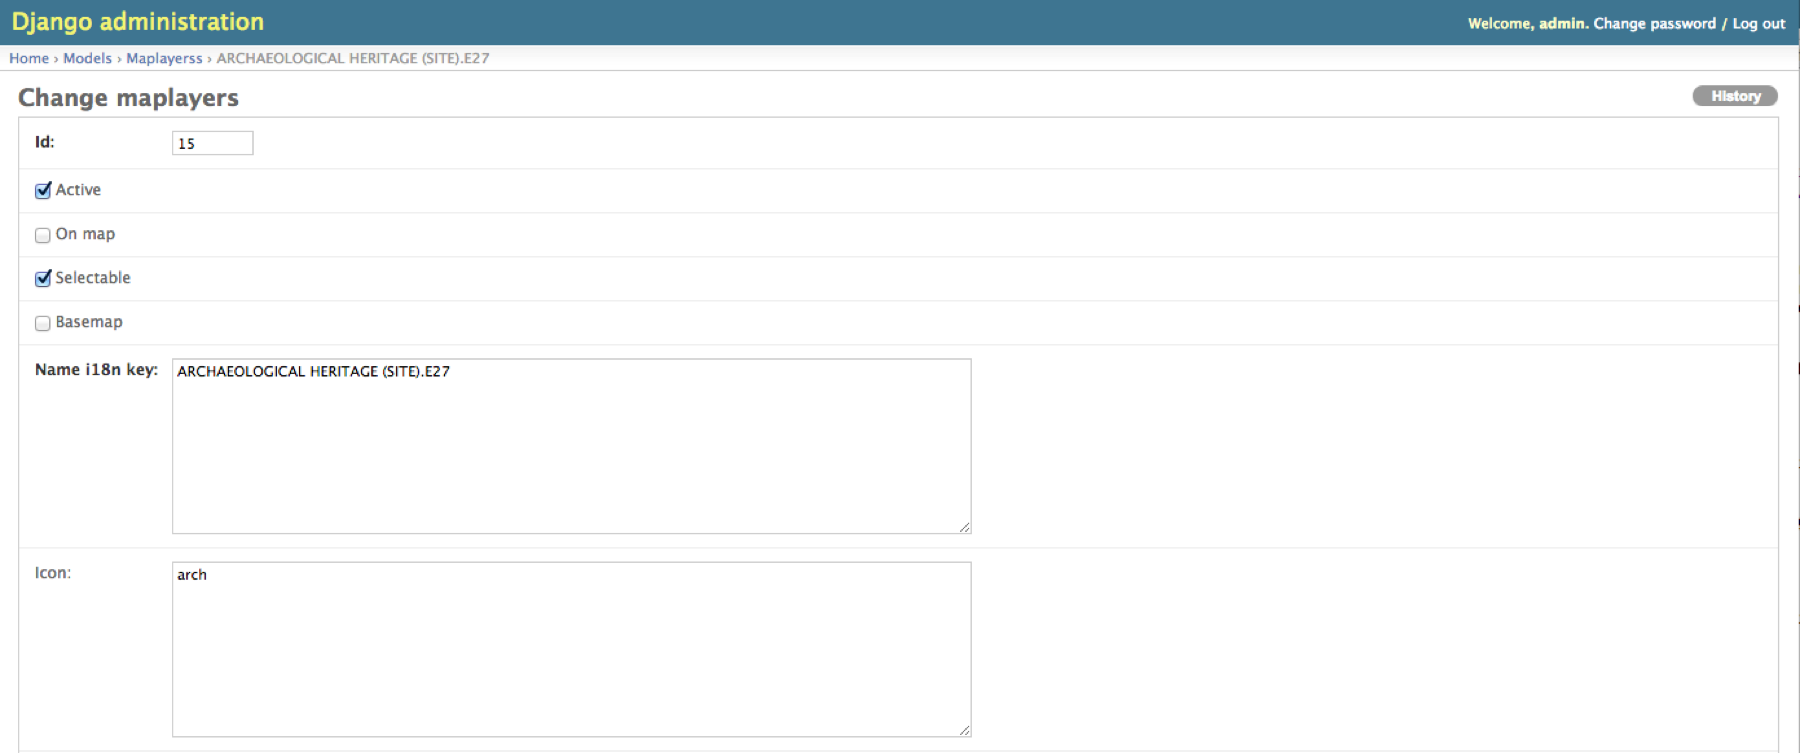 Django administration
Welcome, admin. Change password / Log out
Home › Models › Maplayerss › ARCHAEOLOGICAL HERITAGE (SITE).E27
Change maplayers
History
Id:
15
Active
On map
Selectable
Basemap
Name i18n key:
ARCHAEOLOGICAL HERITAGE (SITE).E27
Icon:
arch